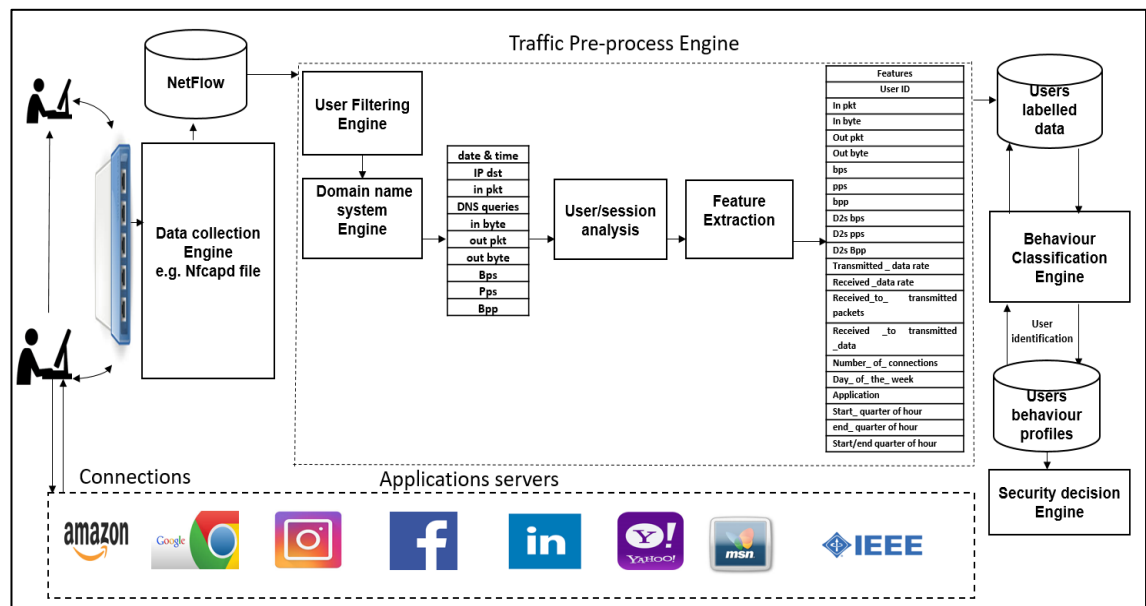 Traffic Pre-process Engine
NetFlow
Data collection
Engine
e.g. Nfcapd file
User Filtering
Engine
Domain name
system
Engine
date & time
IP dst
in pkt
DNS queries
in byte
out pkt
out byte
Bps
Pps
Bpp
User/session
analysis
Feature
Extraction
Features
User ID
In pkt
In byte
Out pkt
Out byte
bps
pps
bpp
D2s bps
D2s pps
D2s Bpp
Transmitted _ data rate
Received _data rate
Received_to_ transmitted
packets
Received _to transmitted
_data
Number_ of_ connections
Day_ of_ the_ week
Application
Start_ quarter of hour
end_ quarter of hour
Start/end quarter of hour
Users
labelled
data
Behaviour
Classification
Engine
User
identification
Users
behaviour
profiles
Security decision
Engine
Connections
Applications servers
amazon
Google
f
in
Y!
YAHOO!
msn
IEEE